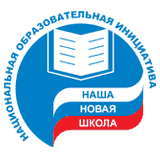 НАЦИОНАЛЬНАЯ ОБРАЗОВАТЕЛЬНАЯ ИНИЦИАТИВА
НАША
НОВАЯ
ШКОЛА